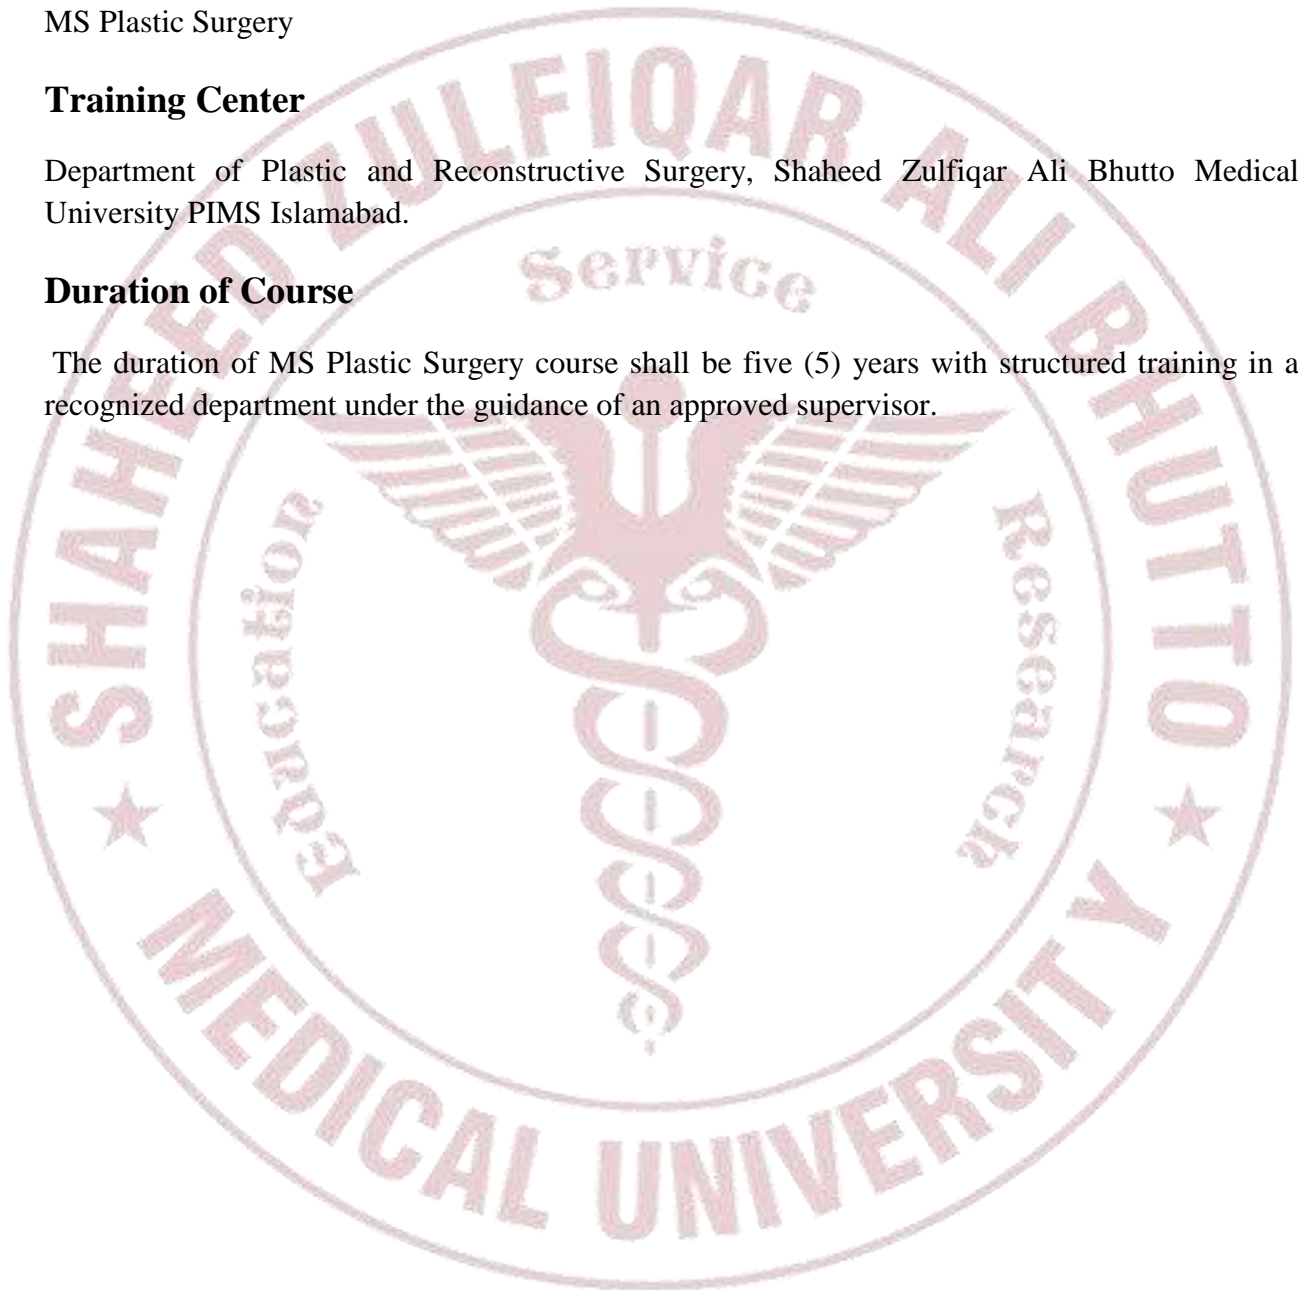 MS Plastic Surgery
Training Center
Department of Plastic and Reconstructive Surgery, Shaheed Zulfiqar Ali Bhutto Medical
University PIMS Islamabad.
Duration of Course
The duration of MS Plastic Surgery course shall be five (5) years with structured training in a
recognized department under the guidance of an approved supervisor.
SHAHEED ZULFIQAR ALI BHUTTO
MEDICAL UNIVERSITY
Service
Education
Research